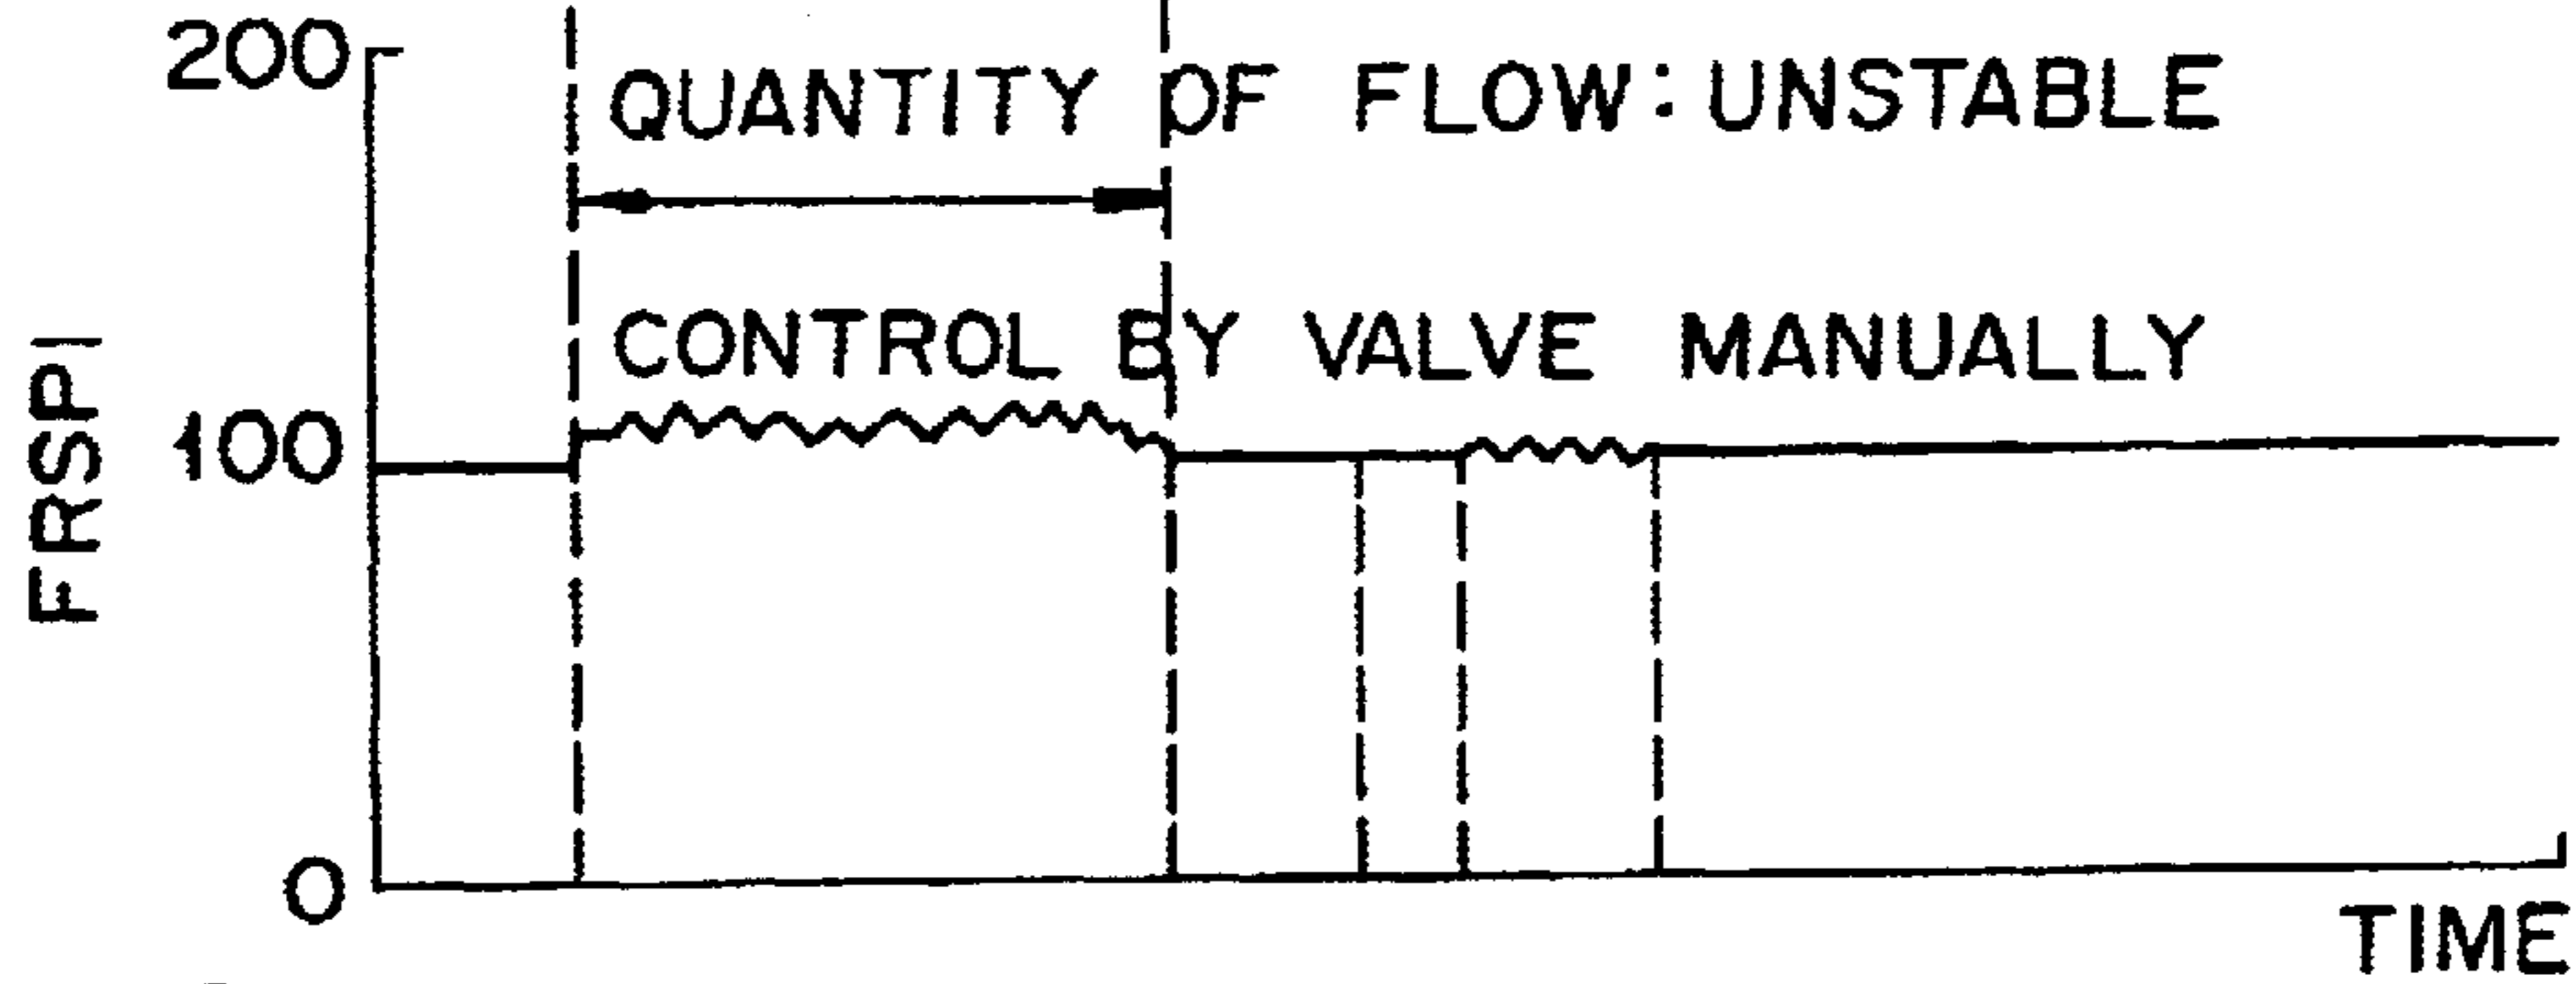 200
QUANTITY OF FLOW: UNSTABLE
CONTROL BY VALVE MANUALLY
FRSPI
100
0
TIME